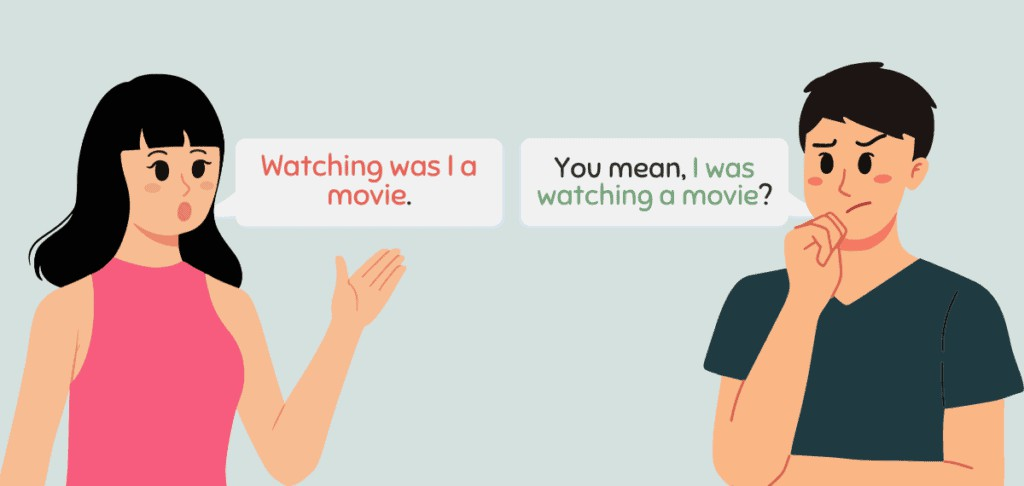 Watching was I a
movie.
You mean, I was
watching a movie?